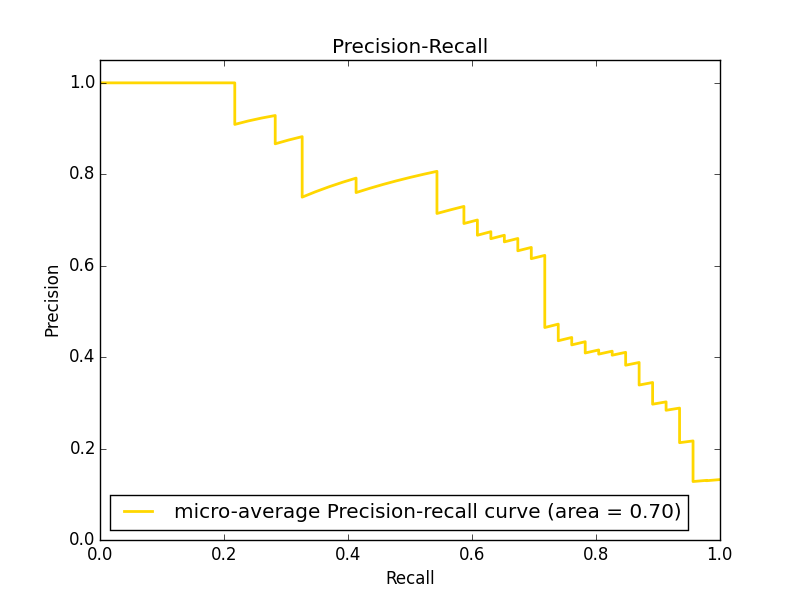 Precision-Recall
1.0
0.8
0.6
0.4
0.2
0.0
Precision
micro-average Precision-recall curve (area = 0.70)
0.0 0.2 0.4 0.6 0.8 1.0
Recall